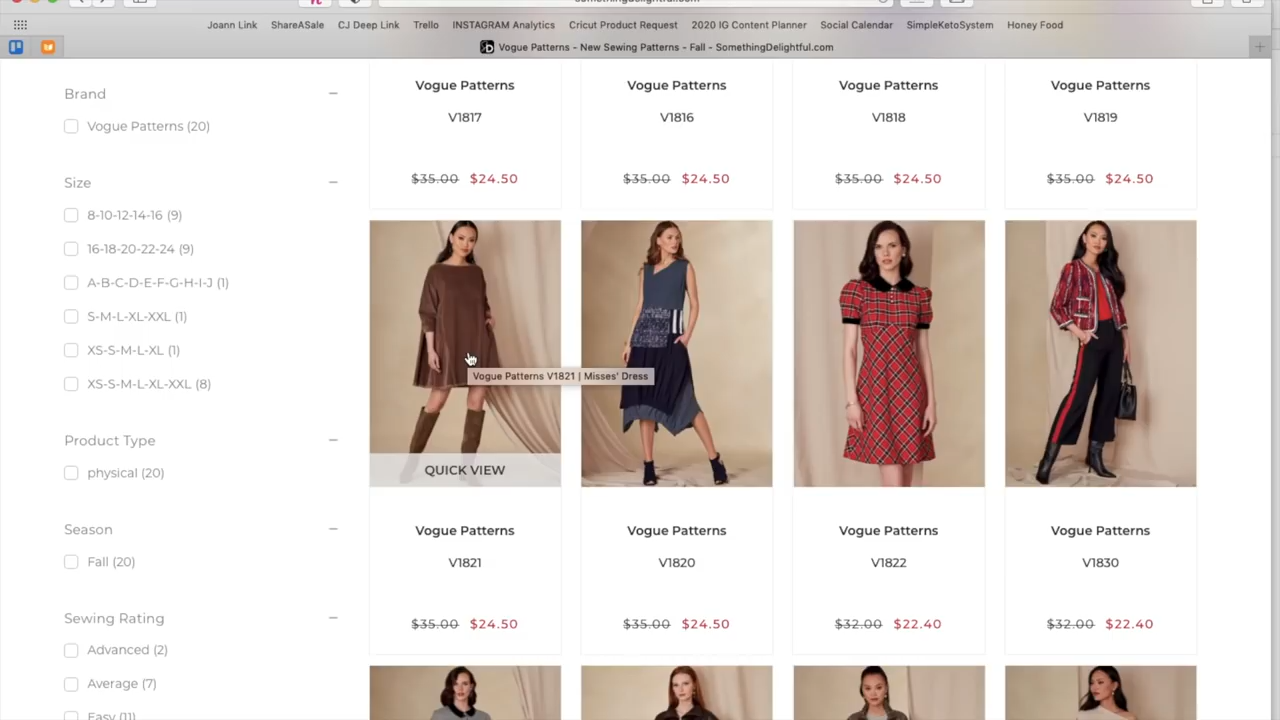 SomethingDelightful.com
Joann Link ShareASale CJ Deep Link Trello INSTAGRAM Analytics Cricut Product Request 2020 IG Content Planner Social Calendar SimpleKetoSystem Honey Food
Vogue Patterns - New Sewing Patterns - Fall - SomethingDelightful.com
Brand
Vogue Patterns (20)
Size
8-10-12-14-16 (9)
16-18-20-22-24 (9)
A-B-C-D-E-F-G-H-I-J (1)
S-M-L-XL-XXL (1)
XS-S-M-L-XL (1)
XS-S-M-L-XL-XXL (8)
Product Type
physical (20)
Season
Fall (20)
Sewing Rating
Advanced (2)
Average (7)
Easy (11)
Vogue Patterns Vogue Patterns Vogue Patterns Vogue Patterns
V1817 V1816 V1818 V1819
$35.00 $24.50 $35.00 $24.50 $35.00 $24.50 $35.00 $24.50
Vogue Patterns V1821 | Misses' Dress
QUICK VIEW
Vogue Patterns Vogue Patterns Vogue Patterns Vogue Patterns
V1821 V1820 V1822 V1830
$35.00 $24.50 $35.00 $24.50 $32.00 $22.40 $32.00 $22.40